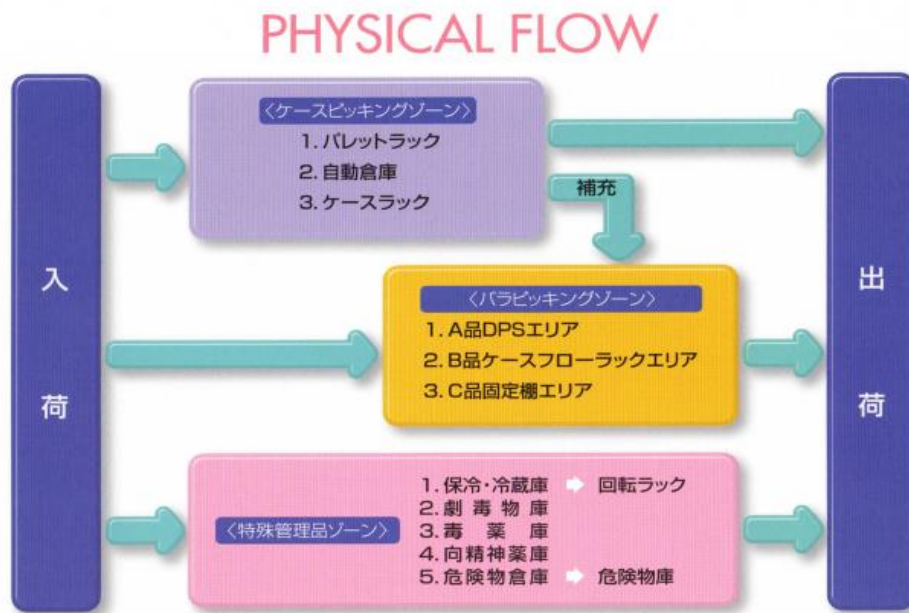 PHYSICAL FLOW
入荷
〈ケースピッキングゾーン〉
1. パレットラック
2. 自動倉庫
3. ケースラック
補充
〈バラピッキングゾーン〉
1. A品DPSエリア
2. B品ケースフローラックエリア
3. C品固定棚エリア
〈特殊管理品ゾーン〉
1. 保冷・冷蔵庫 ➡ 回転ラック
2. 劇毒物庫
3. 毒薬庫
4. 向精神薬庫
5. 危険物倉庫 ➡ 危険物庫
出荷